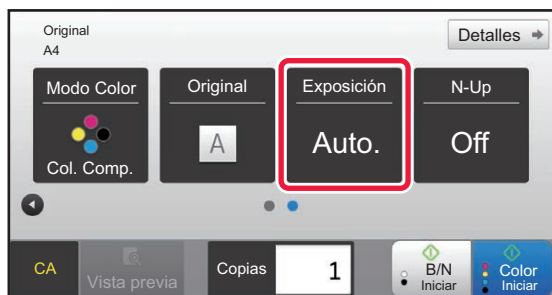 Original
A4
Detalles
Modo Color
Col. Comp.
Original
A
Exposición
Auto.
N-Up
Off
CA
Vista previa
Copias
1
B/N
Iniciar
Color
Iniciar